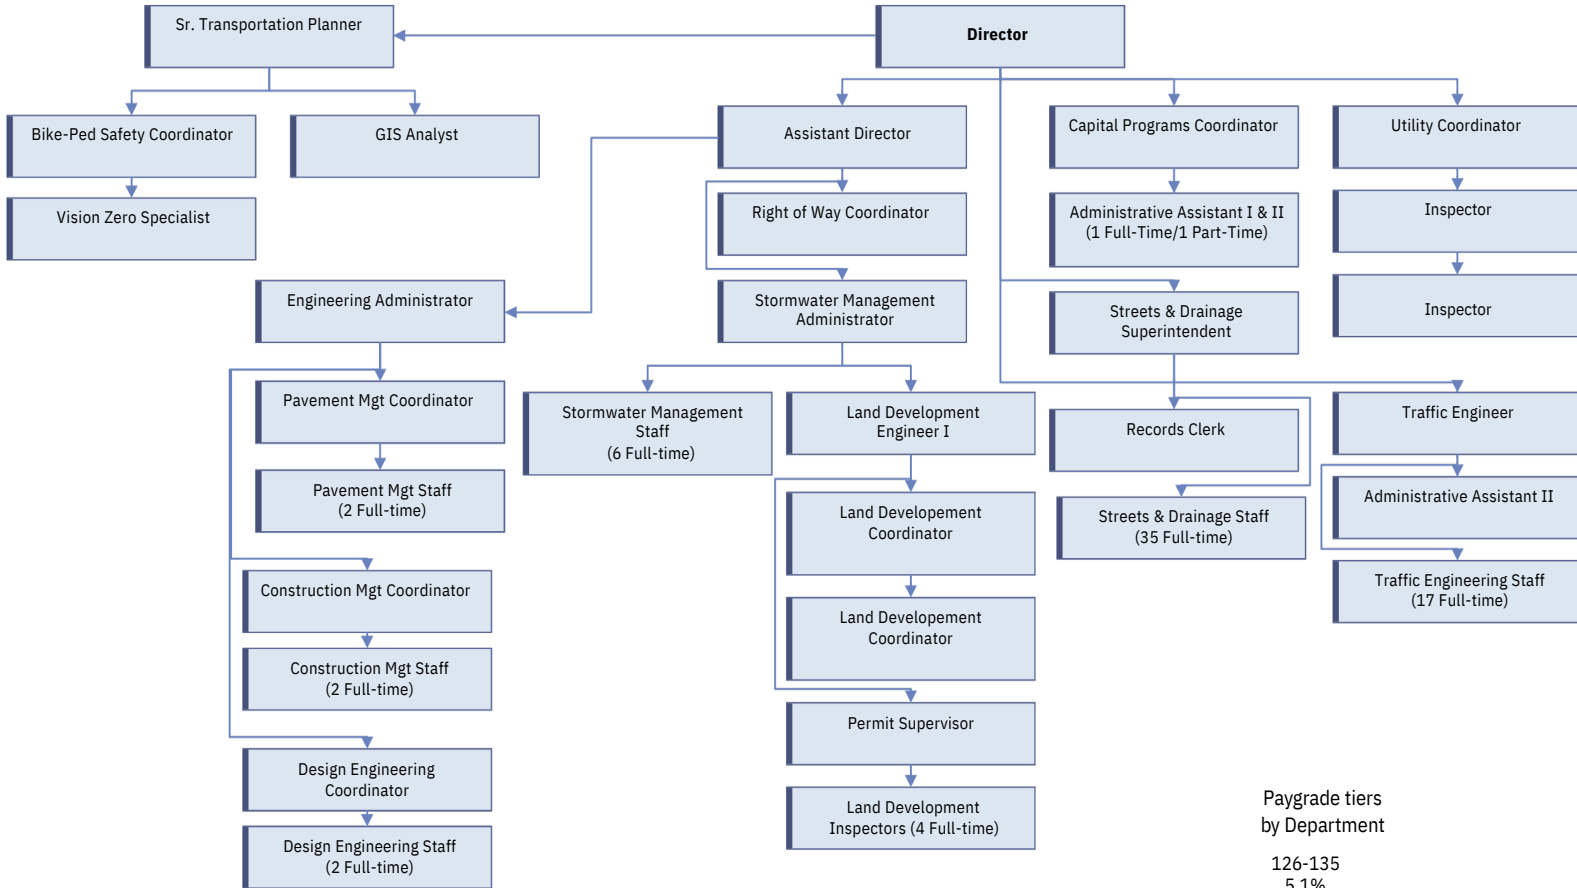 Sr. Transportation Planner
Director
Bike-Ped Safety Coordinator
GIS Analyst
Assistant Director
Capital Programs Coordinator
Utility Coordinator
Vision Zero Specialist
Right of Way Coordinator
Administrative Assistant I & II
(1 Full-Time/1 Part-Time)
Inspector
Engineering Administrator
Stormwater Management
Administrator
Streets & Drainage
Superintendent
Inspector
Pavement Mgt Coordinator
Stormwater Management
Staff
(6 Full-time)
Land Development
Engineer I
Records Clerk
Traffic Engineer
Pavement Mgt Staff
(2 Full-time)
Land Developement
Coordinator
Streets & Drainage Staff
(35 Full-time)
Administrative Assistant II
Construction Mgt Coordinator
Land Developement
Coordinator
Traffic Engineering Staff
(17 Full-time)
Construction Mgt Staff
(2 Full-time)
Permit Supervisor
Design Engineering
Coordinator
Land Development
Inspectors (4 Full-time)
Design Engineering Staff
(2 Full-time)
Paygrade tiers
by Department
126-135
5.1%